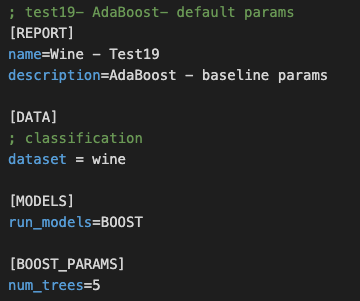 ; test19- AdaBoost- default params
[REPORT]
name=Wine - Test19
description=AdaBoost - baseline params
[DATA]
; classification
dataset = wine
[MODELS]
run_models=BOOST
[BOOST_PARAMS]
num_trees=5